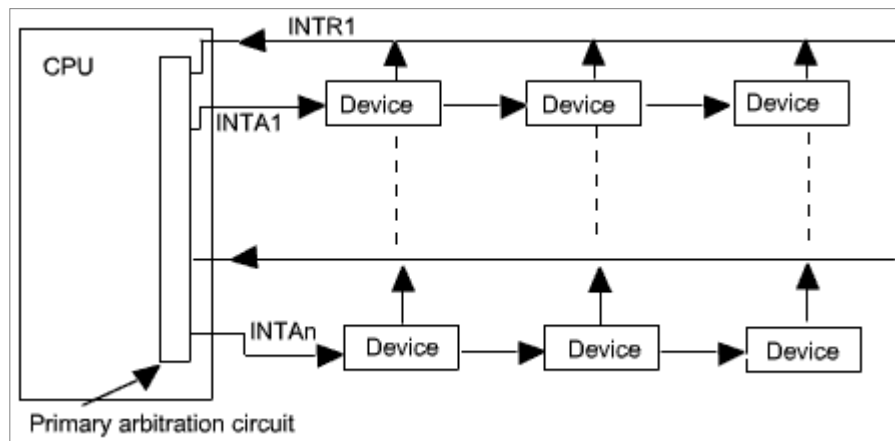 INTR1
CPU
Device Device Device
INTA1
INTAn
Device Device Device
Primary arbitration circuit